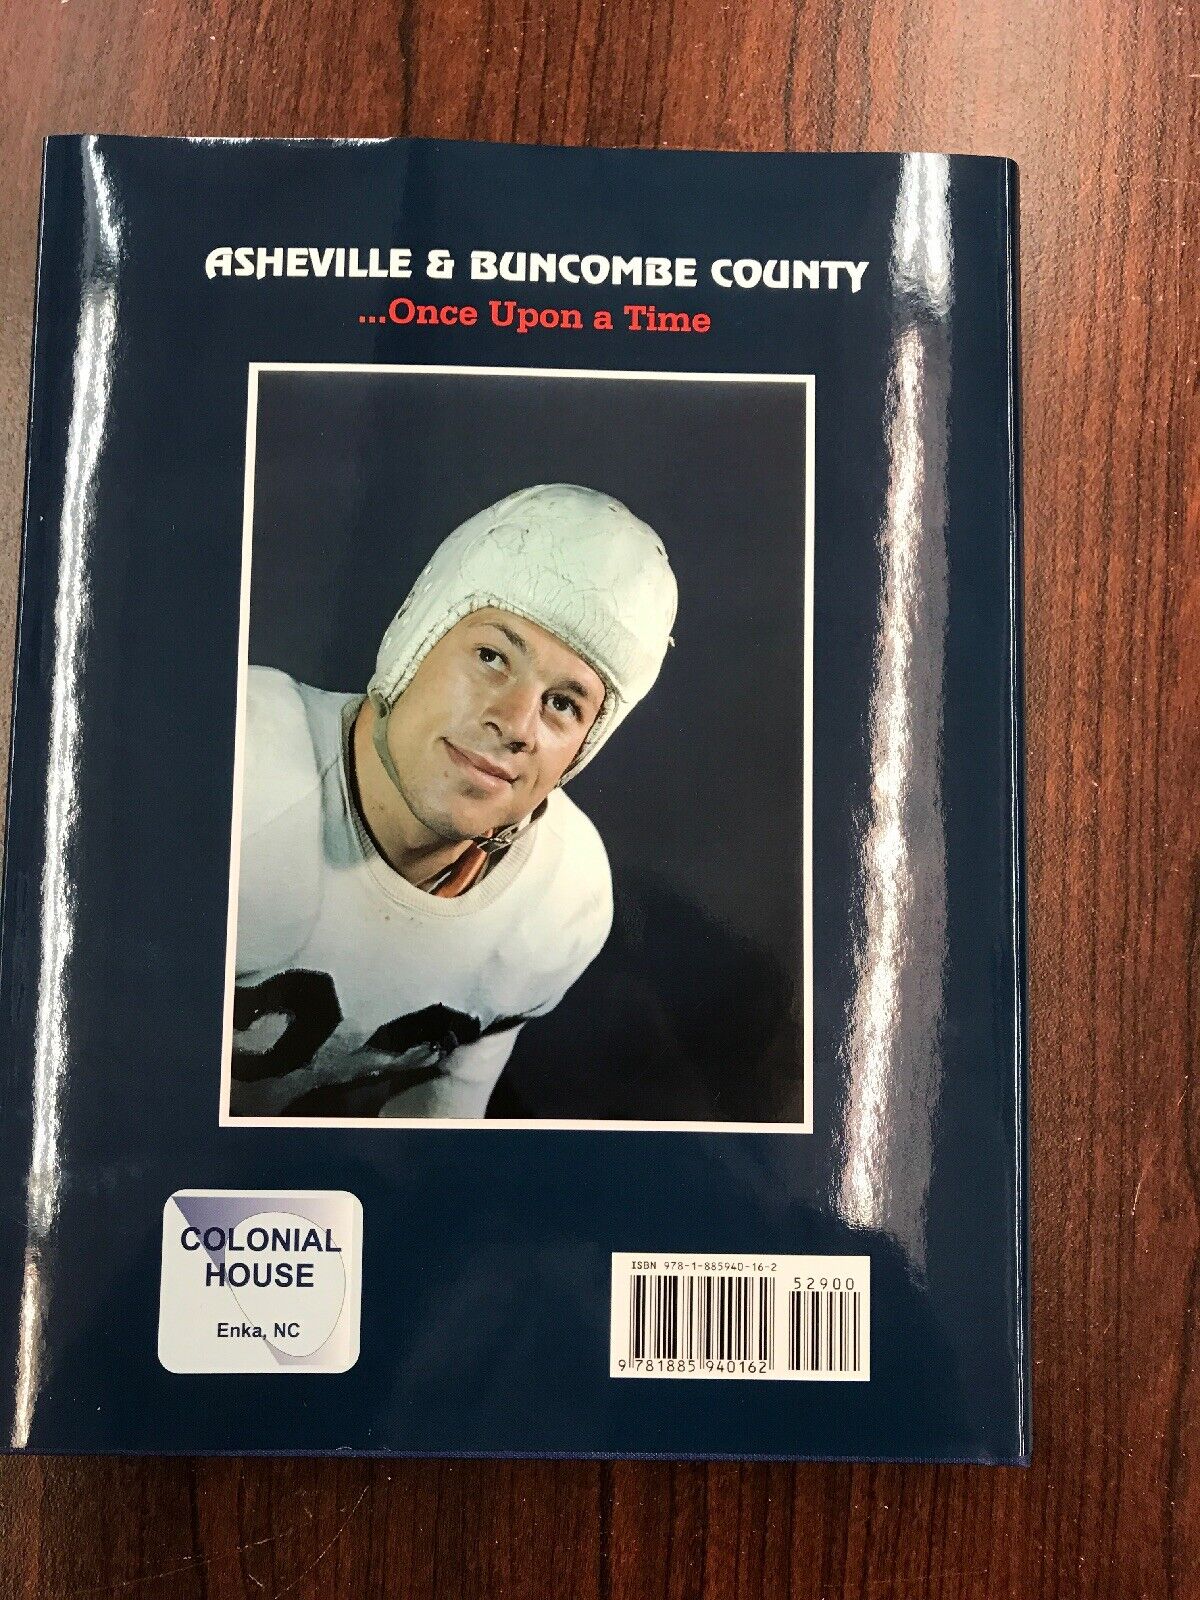 ASHEVILLE & BUNCOMBE COUNTY
...Once Upon a Time
22
COLONIAL
HOUSE
Enka, NC
ISBN 978-1-885940-16-2
52900
9 781885 940162